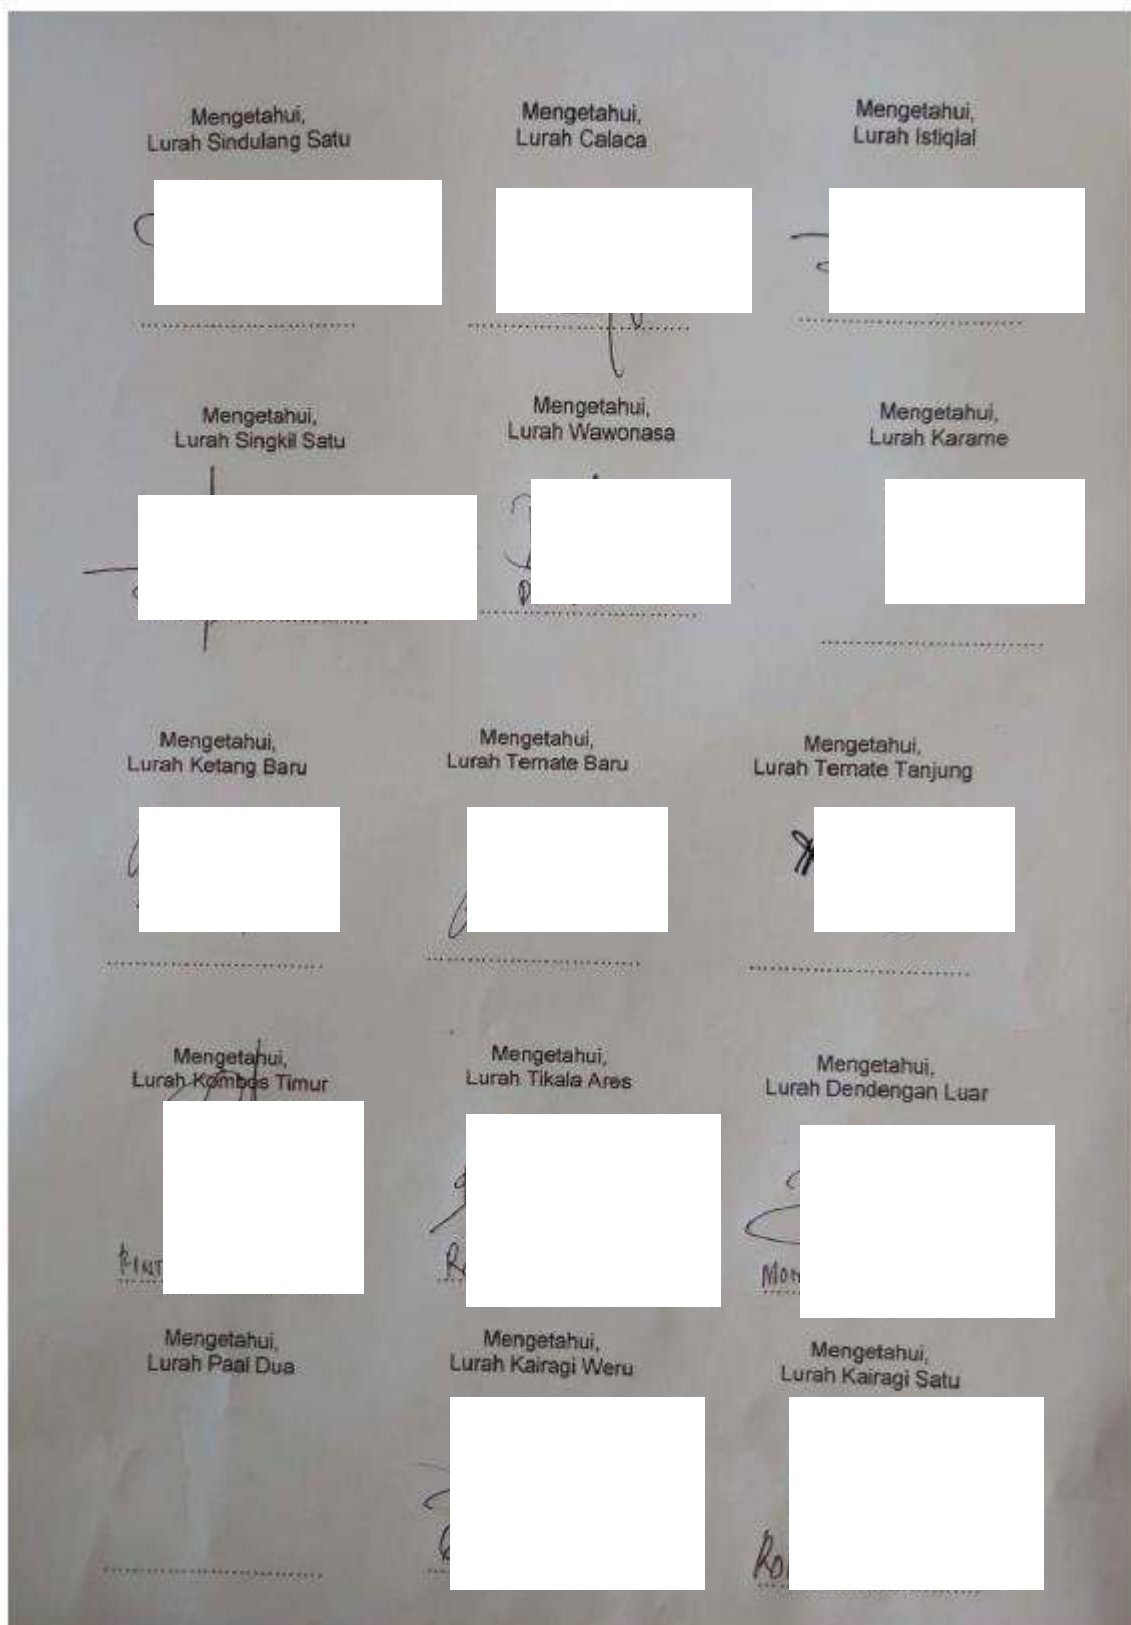 Mengetahui,
Lurah Sindulang Satu
Mengetahui,
Lurah Calaca
Mengetahui,
Lurah Istiqlal
Mengetahui,
Lurah Singkil Satu
Mengetahui,
Lurah Wawonasa
Mengetahui,
Lurah Karame
Mengetahui,
Lurah Ketang Baru
Mengetahui,
Lurah Ternate Baru
Mengetahui,
Lurah Ternate Tanjung
Mengetahui,
Lurah Kombos Timur
Mengetahui,
Lurah Tikala Ares
Mengetahui,
Lurah Dendengan Luar
Mengetahui,
Lurah Paal Dua
Mengetahui,
Lurah Kairagi Weru
Mengetahui,
Lurah Kairagi Satu